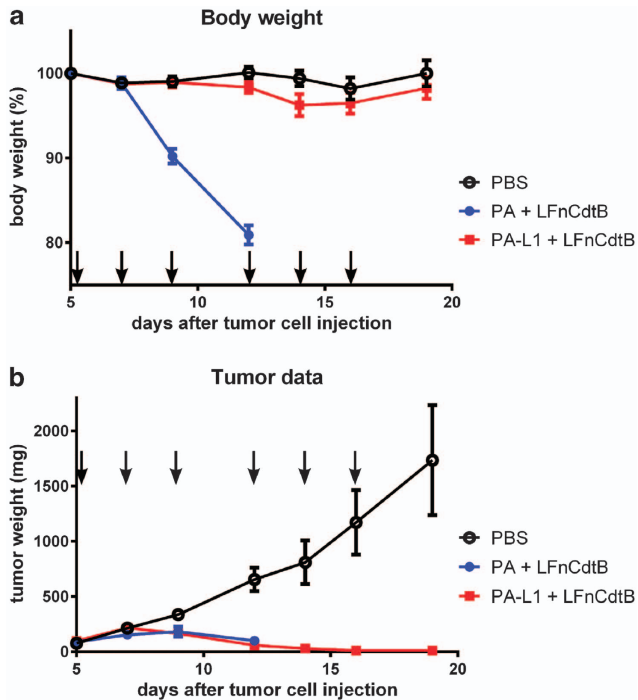 a
Body weight
100
90
80
body weight (%)
5
10
15
20
days after tumor cell injection
PBS
PA + LFnCdtB
PA-L1 + LFnCdtB
b
Tumor data
2000
1500
1000
500
0
tumor weight (mg)
5
10
15
20
days after tumor cell injection
PBS
PA + LFnCdtB
PA-L1 + LFnCdtB